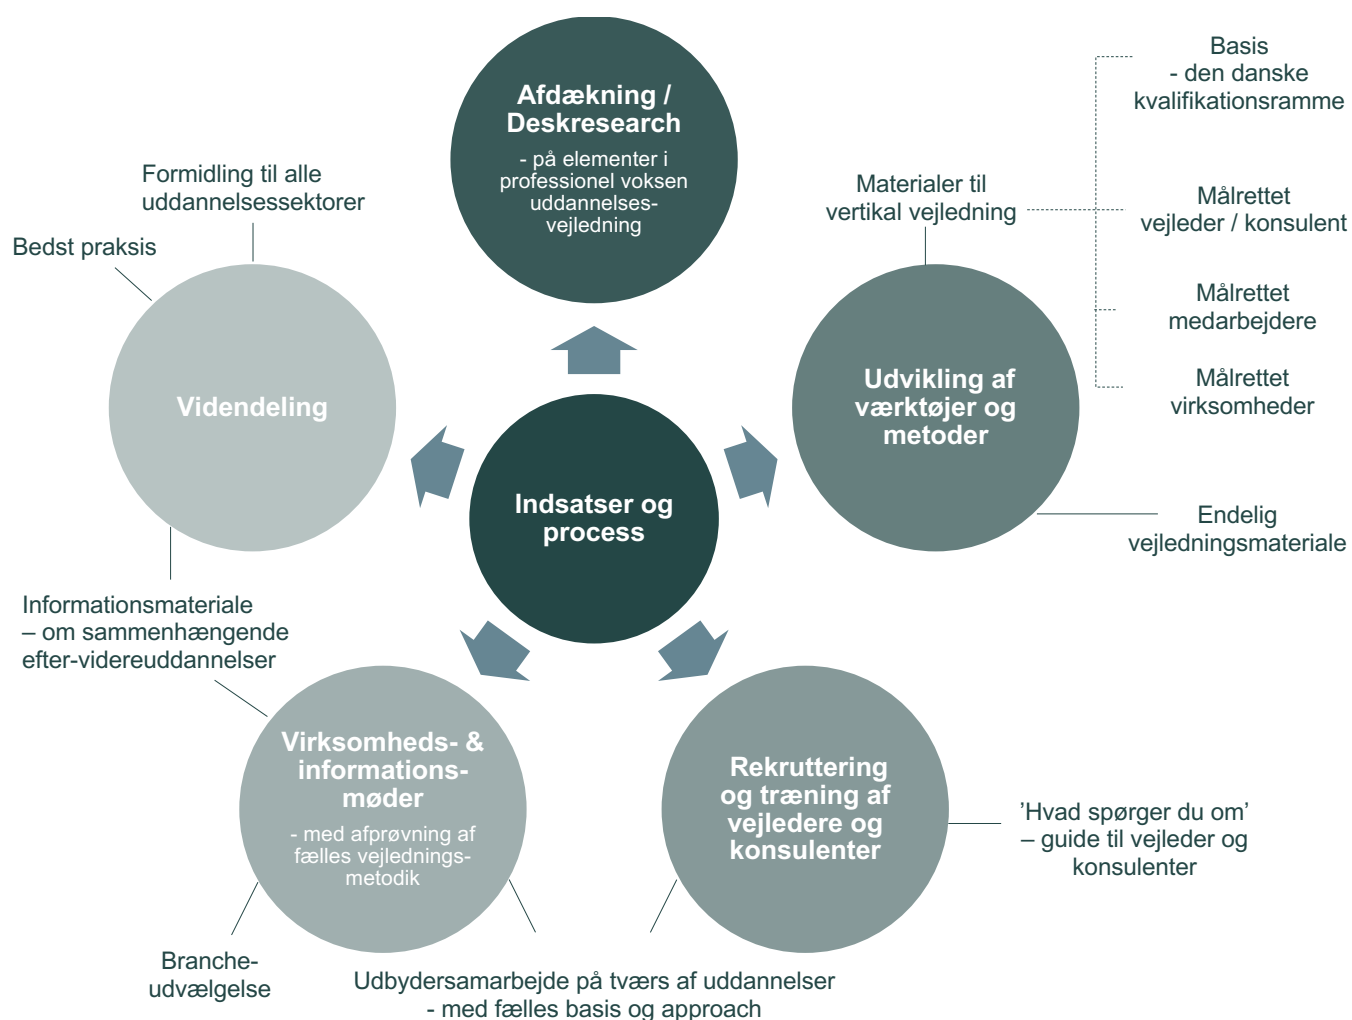 Afdækning /
Deskresearch
- på elementer i
professionel voksen
uddannelses-
vejledning
Basis
- den danske
kvalifikationsramme
Formidling til alle
uddannelsessektorer
Materialer til
vertikal vejledning
Målrettet
vejleder / konsulent
Bedst praksis
Målrettet
medarbejdere
Målrettet
virksomheder
Videndeling
Udvikling af
værktøjer og
metoder
Indsatser og
process
Endelig
vejledningsmateriale
Informationsmateriale
– om sammenhængende
efter-videreuddannelser
Virksomheds- &
informations-
møder
- med afprøvning af
fælles vejlednings-
metodik
Rekruttering
og træning af
vejledere og
konsulenter
’Hvad spørger du om’
– guide til vejleder og
konsulenter
Branche-
udvælgelse
Udbydersamarbejde på tværs af uddannelser
- med fælles basis og approach